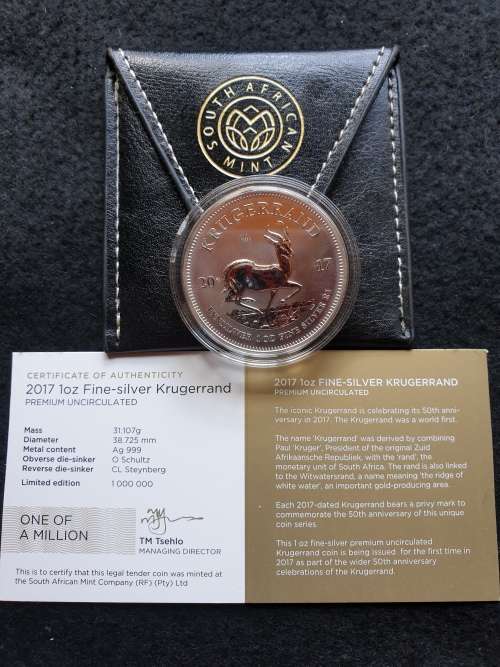 SOUTH AFRICAN
MINT
KRUGERRAND
20 17
FYNSILWER 1 OZ FINE SILVER R1
CERTIFICATE OF AUTHENTICITY
2017 1oz Fine-silver Krugerrand
PREMIUM UNCIRCULATED
Mass 31.107g
Diameter 38.725 mm
Metal content Ag 999
Obverse die-sinker O Schultz
Reverse die-sinker CL Steynberg
Limited edition 1 000 000
ONE OF
A MILLION
TM Tsehlo
MANAGING DIRECTOR
This is to certify that this legal tender coin was minted at
the South African Mint Company (RF) (Pty) Ltd
2017 1oz FINE-SILVER KRUGERRAND
PREMIUM UNCIRCULATED
The iconic Krugerrand is celebrating its 50th anni-
versary in 2017. The Krugerrand was a world first.
The name 'Krugerrand' was derived by combining
Paul 'Kruger', President of the original Zuid
Afrikaansche Republiek, with the 'rand', the
monetary unit of South Africa. The rand is also linked
to the Witwatersrand, a name meaning 'the ridge of
white water', an important gold-producing area.
Each 2017-dated Krugerrand bears a privy mark to
commemorate the 50th anniversary of this unique
coin series.
This 1 oz fine-silver premium uncirculated
Krugerrand coin is being issued for the first time in
2017 as part of the wider 50th anniversary
celebrations of the Krugerrand.